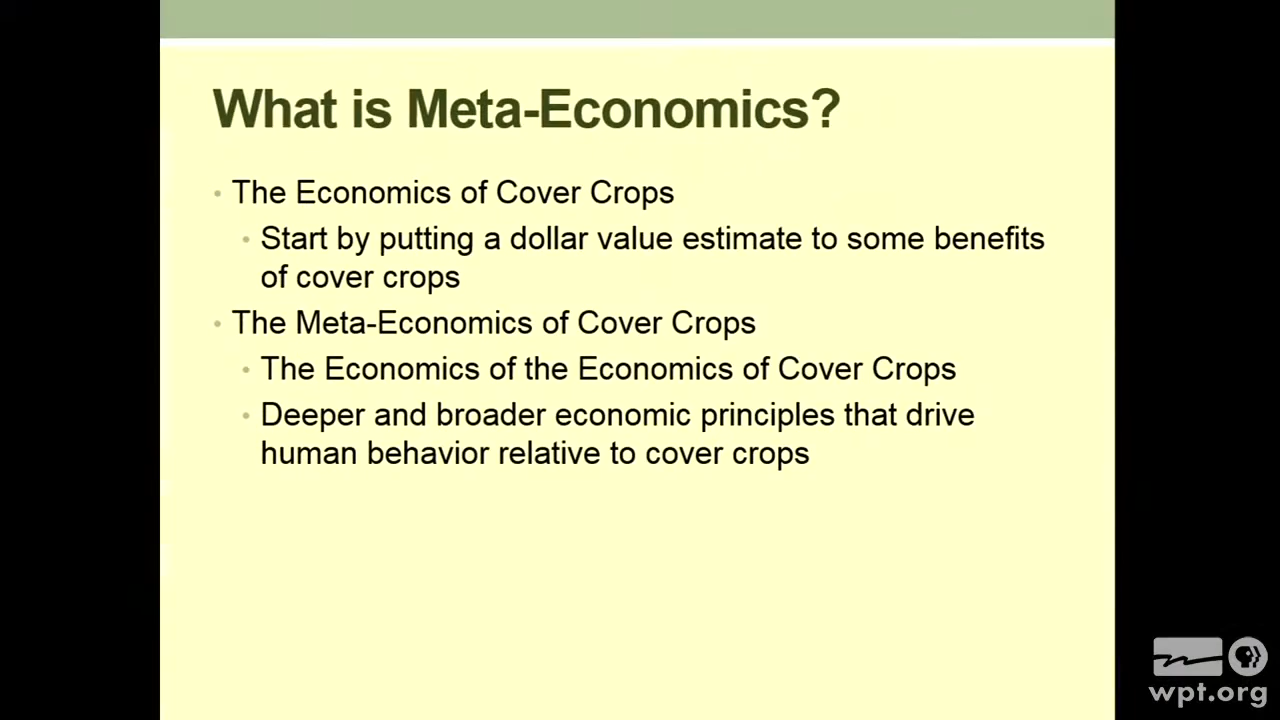 What is Meta-Economics?
• The Economics of Cover Crops
• Start by putting a dollar value estimate to some benefits
of cover crops
• The Meta-Economics of Cover Crops
• The Economics of the Economics of Cover Crops
• Deeper and broader economic principles that drive
human behavior relative to cover crops
wpt.org